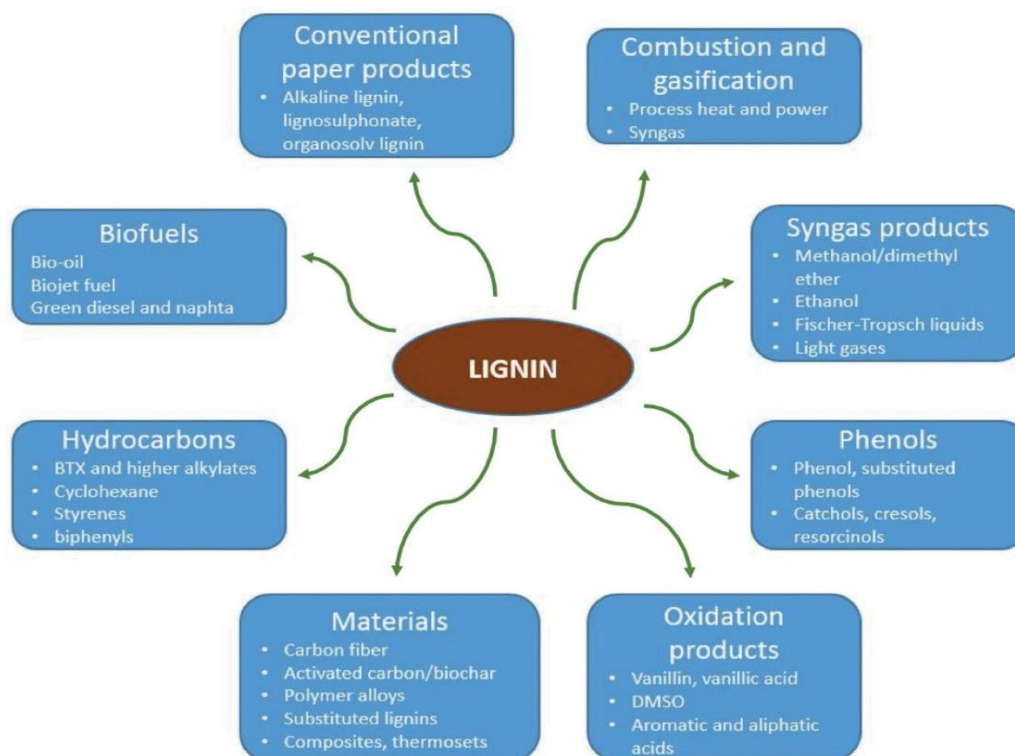 Conventional
paper products
• Alkaline lignin,
lignosulphonate,
organosolv lignin
Combustion and
gasification
• Process heat and power
• Syngas
Biofuels
Bio-oil
Biojet fuel
Green diesel and naphta
Syngas products
• Methanol/dimethyl
ether
• Ethanol
• Fischer-Tropsch liquids
• Light gases
LIGNIN
Hydrocarbons
• BTX and higher alkylates
• Cyclohexane
• Styrenes
• biphenyls
Phenols
• Phenol, substituted
phenols
• Catchols, cresols,
resorcinols
Materials
• Carbon fiber
• Activated carbon/biochar
• Polymer alloys
• Substituted lignins
• Composites, thermosets
Oxidation
products
• Vanillin, vanillic acid
• DMSO
• Aromatic and aliphatic
acids